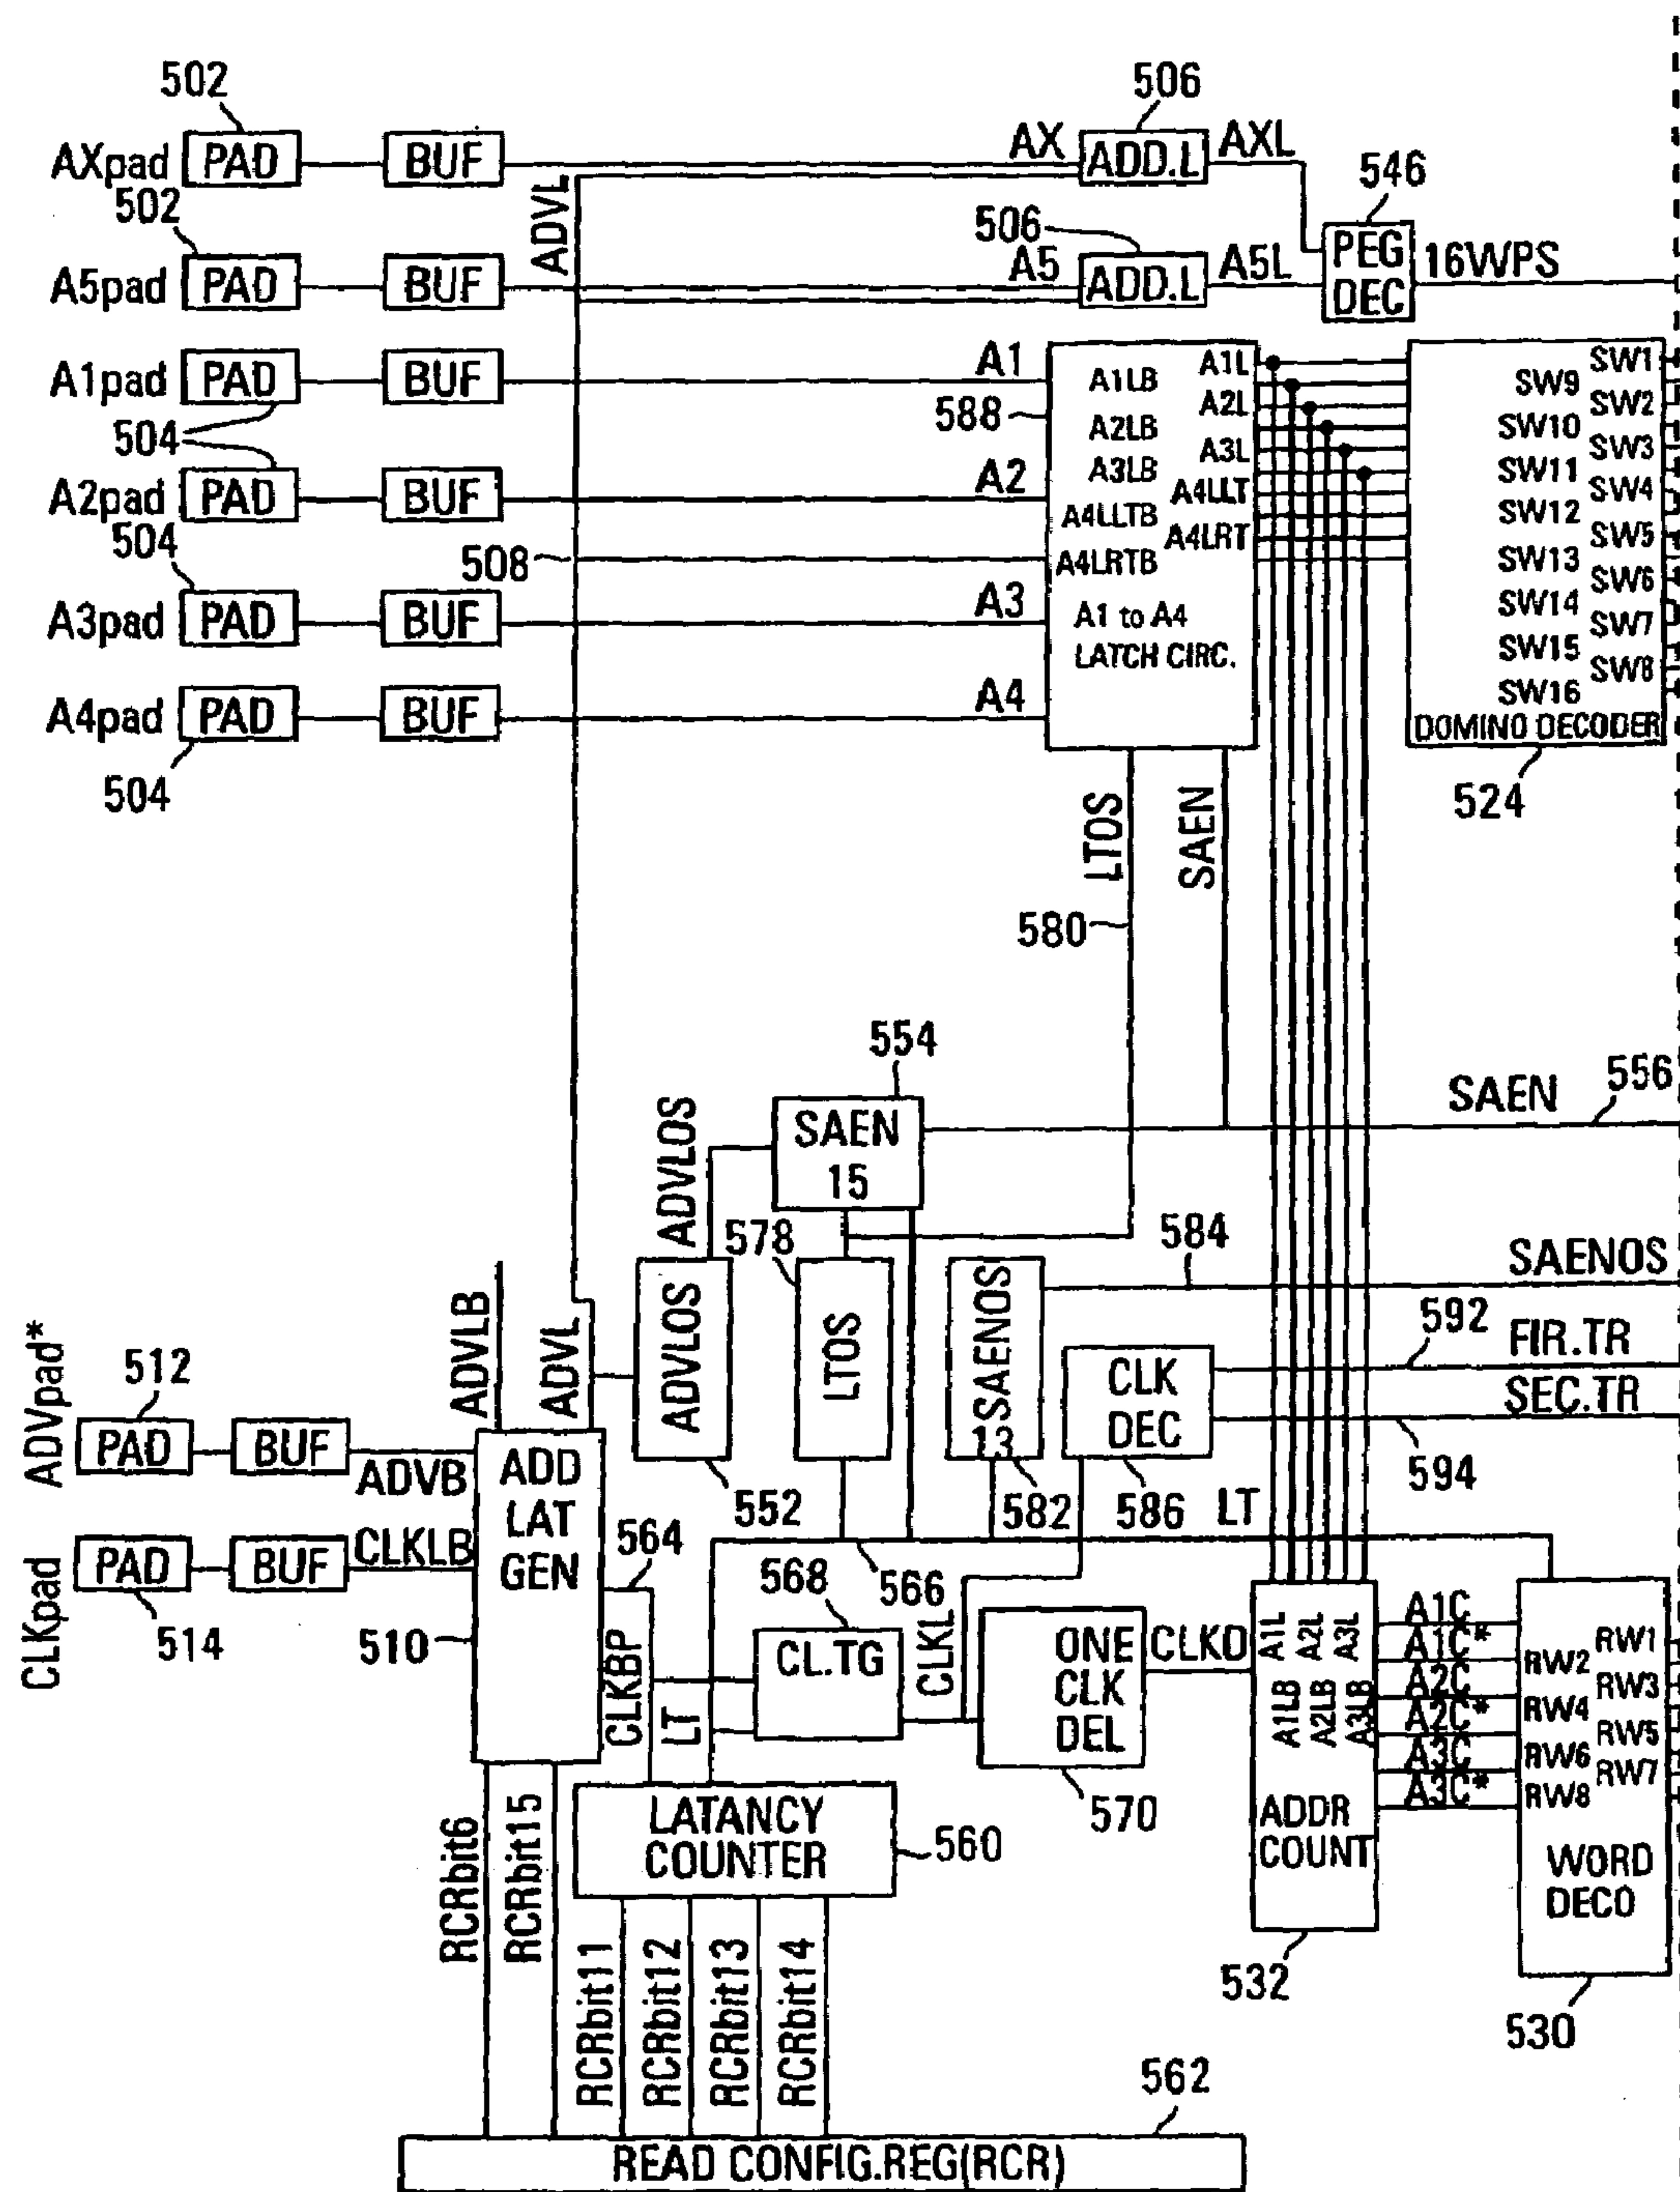 502
506
AXpad PAD BUF AX ADD.L AXL
546
502
ADVL
506
A5pad PAD BUF A5 ADD.L A5L PEG DEC 16WPS
A1pad PAD BUF A1
504
588
A1LB A1L
A2L
A2LB
A3L
A3LB
A4LLT
A4LLTB
A4LRT
A4LRTB
A1 to A4
LATCH CIRC.
SW1
SW9
SW2
SW10
SW3
SW11
SW4
SW12
SW5
SW13
SW6
SW14
SW7
SW15
SW8
SW16
DOMINO DECODER
524
A2pad PAD BUF A2
504
508
A3pad PAD BUF A3
A4pad PAD BUF A4
504
LTOS
SAEN
580
554
SAEN
15
SAEN
556
ADVLOS
578
584
SAENOS
ADVLB
ADVL
ADVLOS
LTOS
SAENOS
13
592
FIR.TR
CLK
DEC
SEC.TR
594
ADVpad*
512
PAD BUF ADVB
552
582
586
LT
CLKpad
PAD BUF CLKLB
514
510
ADD
LAT
GEN
564
568
566
CLKBP
LT
CL.TG
CLKL
ONE
CLK
DEL
CLKD
570
A1L A2L A3L
A1LB A2LB A3LB
ADDR
COUNT
532
A1C
A1C*
A2C
A2C*
A3C
A3C*
RW1
RW2
RW3
RW4
RW5
RW6
RW7
RW8
WORD
DECO
530
LATANCY
COUNTER
560
RCRbit6
RCRbit15
RCRbit11
RCRbit12
RCRbit13
RCRbit14
562
READ CONFIG.REG(RCR)